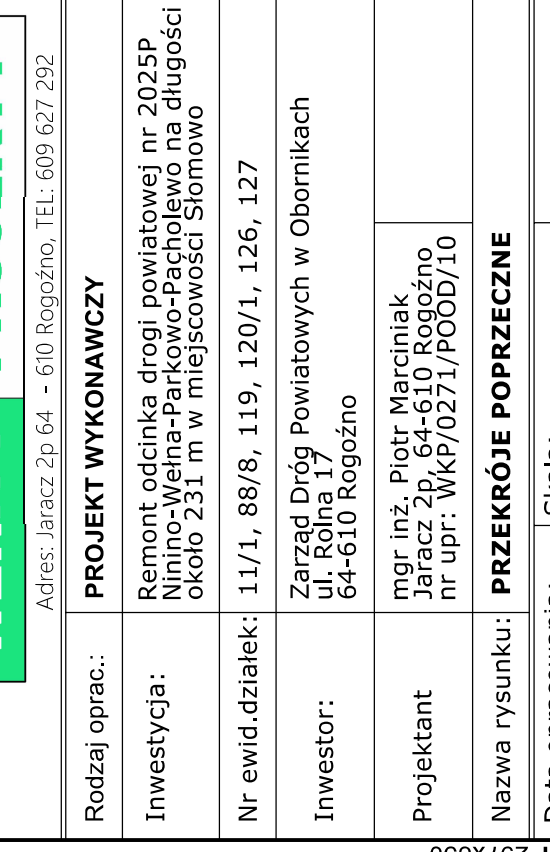 Adres: Jaracz 2p 64 - 610 Rogoźno, TEL: 609 627 292
Rodzaj oprac.: PROJEKT WYKONAWCZY
Inwestycja: Remont odcinka drogi powiatowej nr 2025P
Ninino-Wełna-Parkowo-Pacholewo na długości
około 231 m w miejscowości Słomowo
Nr ewid.działek: 11/1, 88/8, 119, 120/1, 126, 127
Inwestor: Zarząd Dróg Powiatowych w Obornikach
ul. Rolna 17
64-610 Rogoźno
Projektant mgr inż. Piotr Marciniak
Jaracz 2p, 64-610 Rogoźno
nr upr: WKP/0271/POOD/10
Nazwa rysunku: PRZEKRÓJE POPRZECZNE